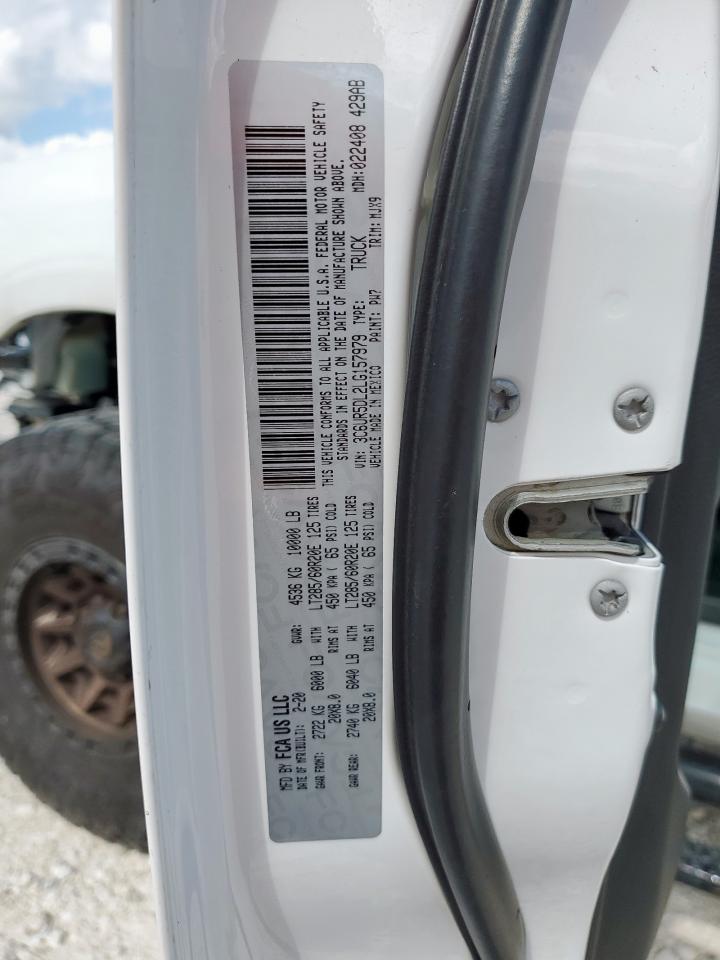 MFD BY FCA US LLC
DATE OF MFR(BUILT): 2-20 GVWR: 4536 KG 10000 LB
GAWR FRONT: 2722 KG 6000 LB WITH LT285/60R20E 125 TIRES
20X8.0 RIMS AT 450 KPA( 65 PSI) COLD
GAWR REAR: 2740 KG 6040 LB WITH LT285/60R20E 125 TIRES
20X8.0 RIMS AT 450 KPA( 65 PSI) COLD
THIS VEHICLE CONFORMS TO ALL APPLICABLE U.S.A. FEDERAL MOTOR VEHICLE SAFETY
STANDARDS IN EFFECT ON THE DATE OF MANUFACTURE SHOWN ABOVE.
VIN: 3C6UR5DL2LG157979 TYPE: TRUCK MDH: 022408 429AB
VEHICLE MADE IN MEXICO PAINT: PW7 TRIM: MJX9